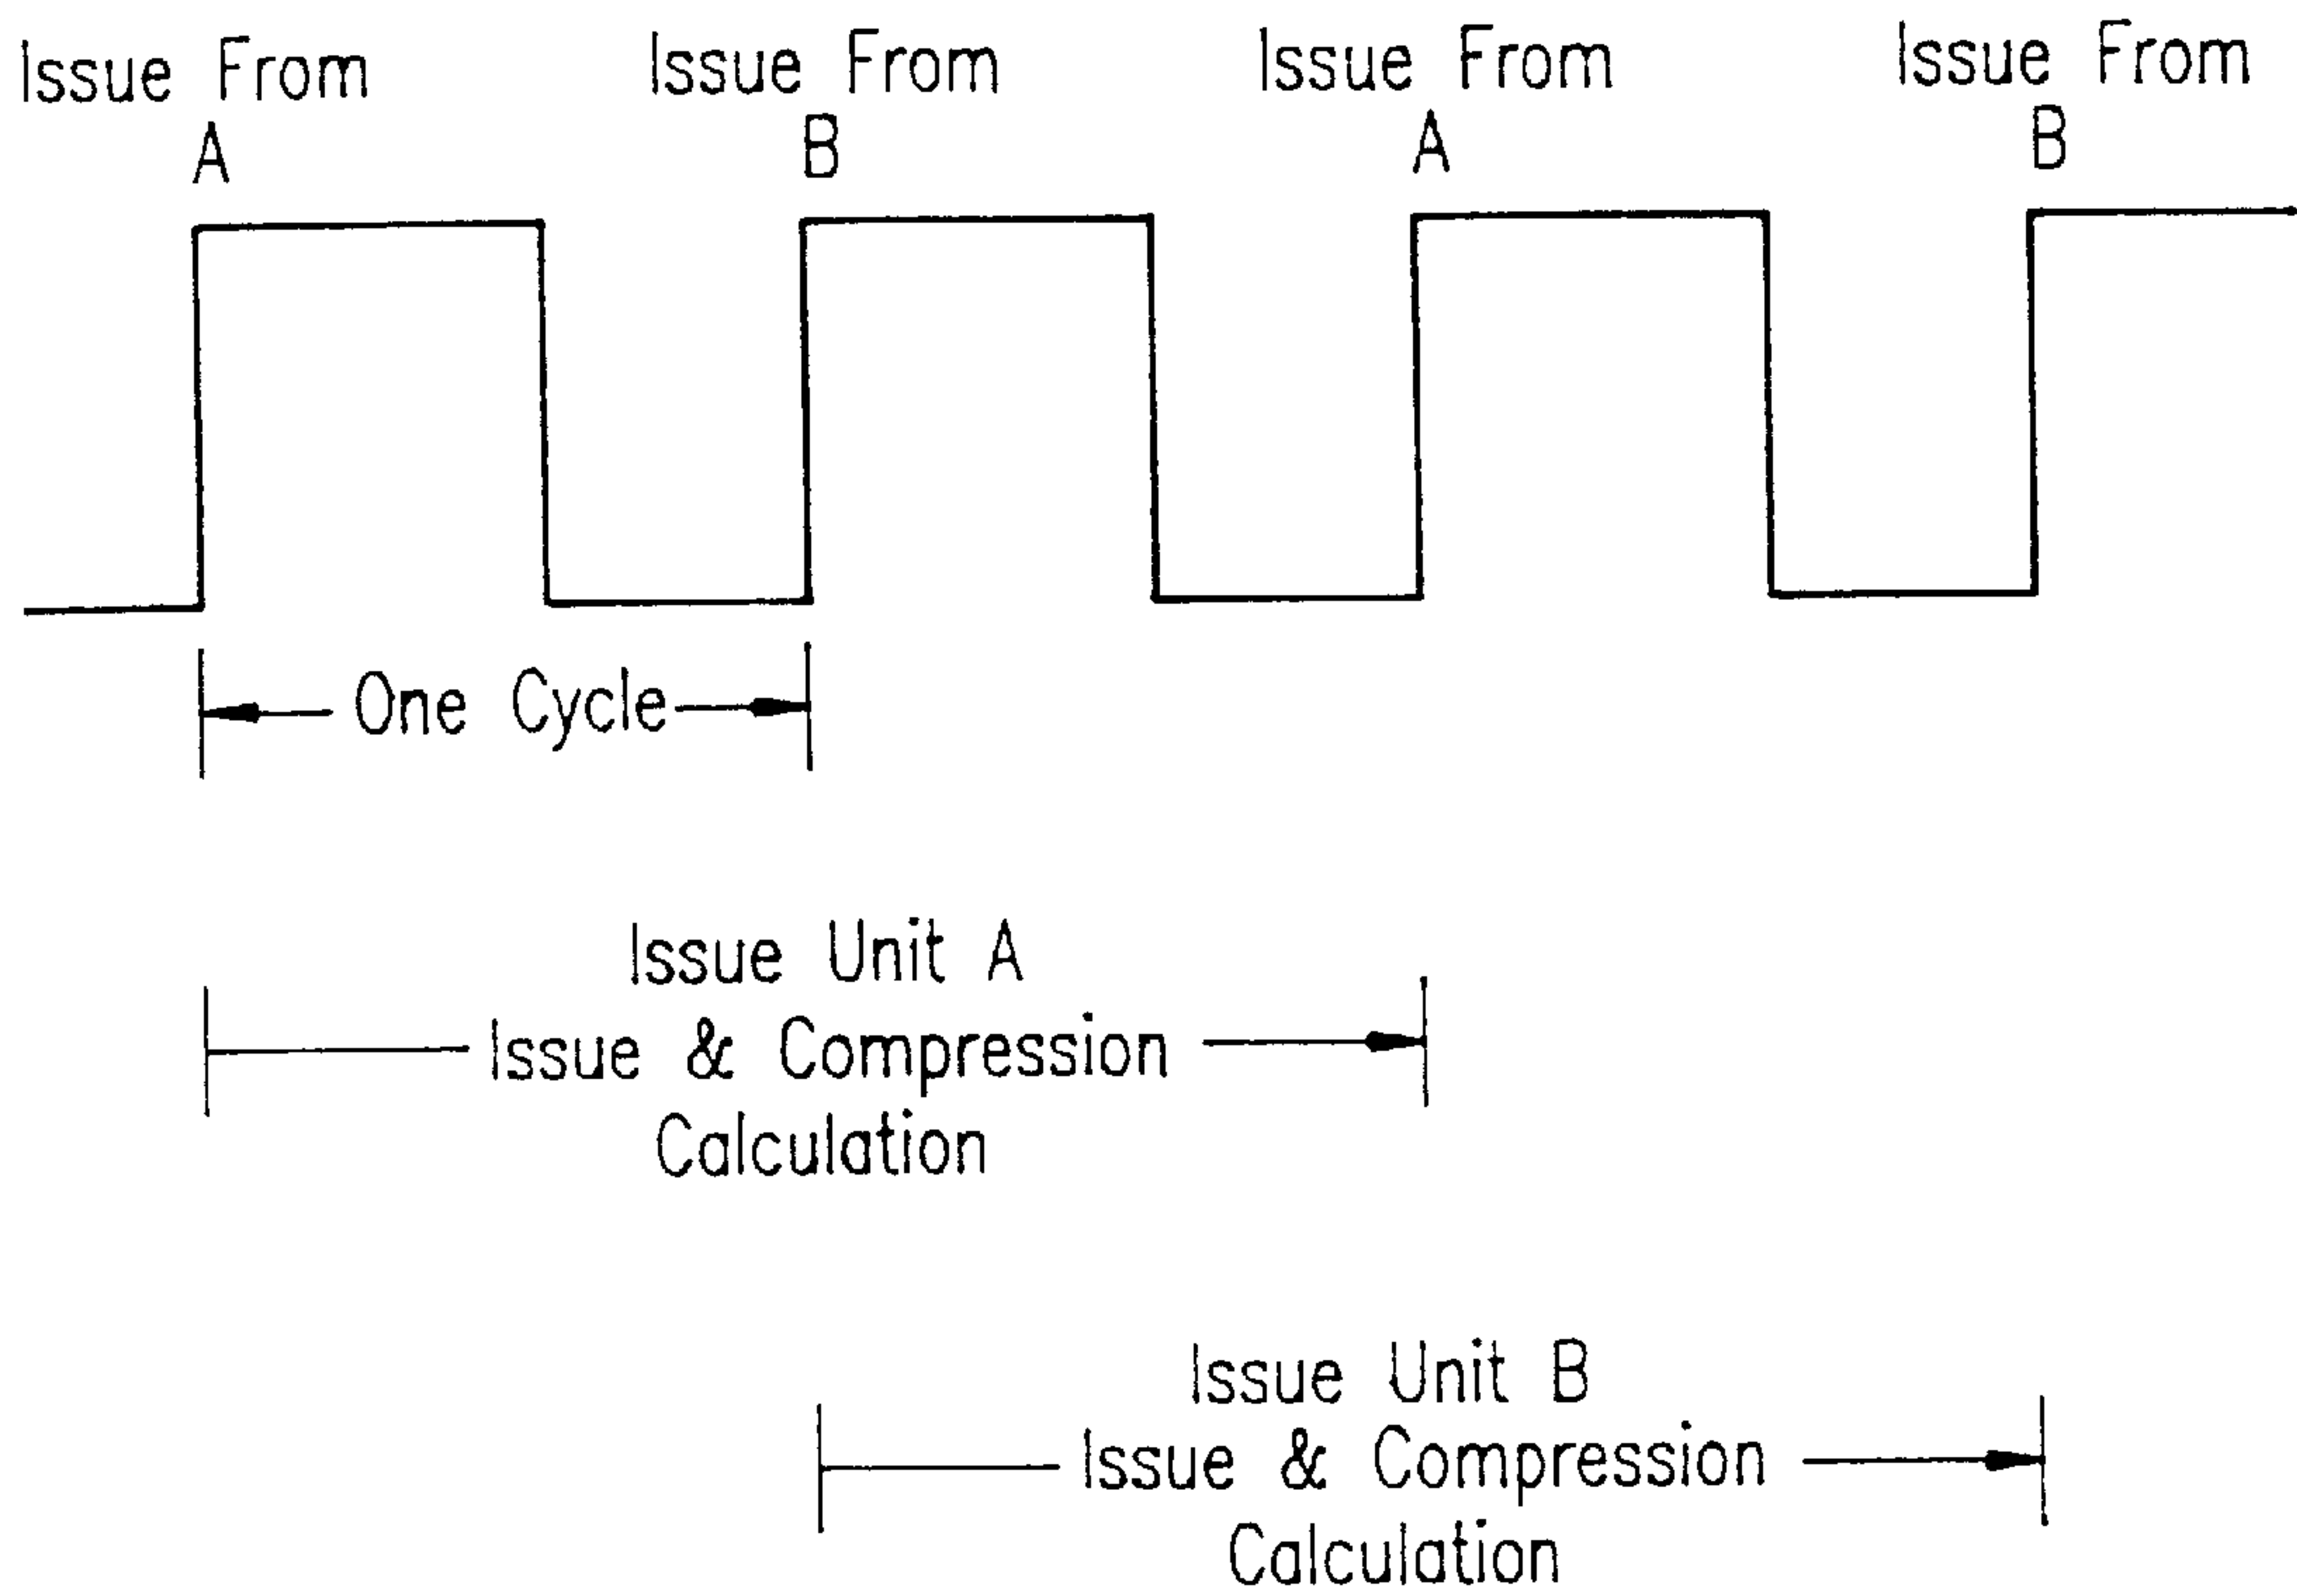 Issue From
A
Issue From
B
Issue From
A
Issue From
B
One Cycle
Issue Unit A
Issue & Compression
Calculation
Issue Unit B
Issue & Compression
Calculation